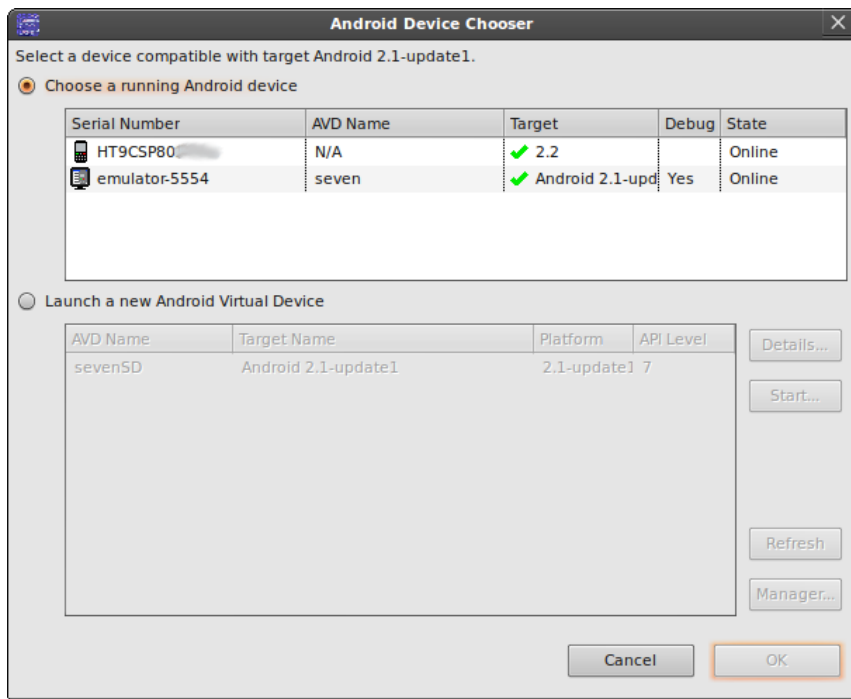 Android Device Chooser
Select a device compatible with target Android 2.1-update1.
Choose a running Android device
Serial Number AVD Name Target Debug State
HT9CSP80 N/A 2.2 Online
emulator-5554 seven Android 2.1-upd Yes Online
Launch a new Android Virtual Device
AVD Name Target Name Platform API Level
Details...
sevenSD Android 2.1-update1 2.1-update1 7
Start...
Refresh
Manager...
Cancel OK